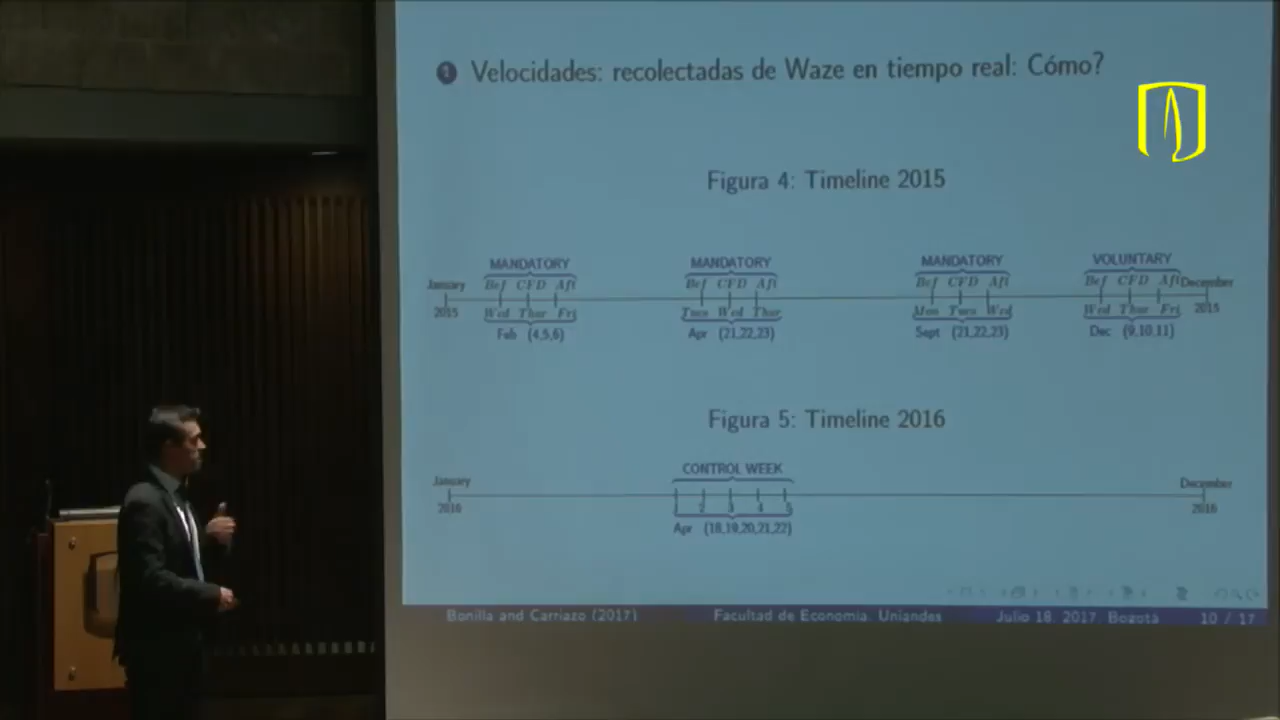 1 Velocidades: recolectadas de Waze en tiempo real: Cómo?
Figura 4: Timeline 2015
MANDATORY MANDATORY MANDATORY VOLUNTARY
January Bef CFD Aft Bef CFD Aft Bef CFD Aft Bef CFD Aft December
2015 Wed Thur Fri Tues Wed Thur Mon Tues Wed Wed Thur Fri 2015
Feb (4,5,6) Apr (21,22,23) Sept (21,22,23) Dec (9,10,11)
Figura 5: Timeline 2016
CONTROL WEEK
January December
2016 1 2 3 4 5 2016
Apr (18,19,20,21,22)
Bonilla and Carriazo (2017) Facultad de Economía, Uniandes Julio 18, 2017, Bogotá 10 / 17